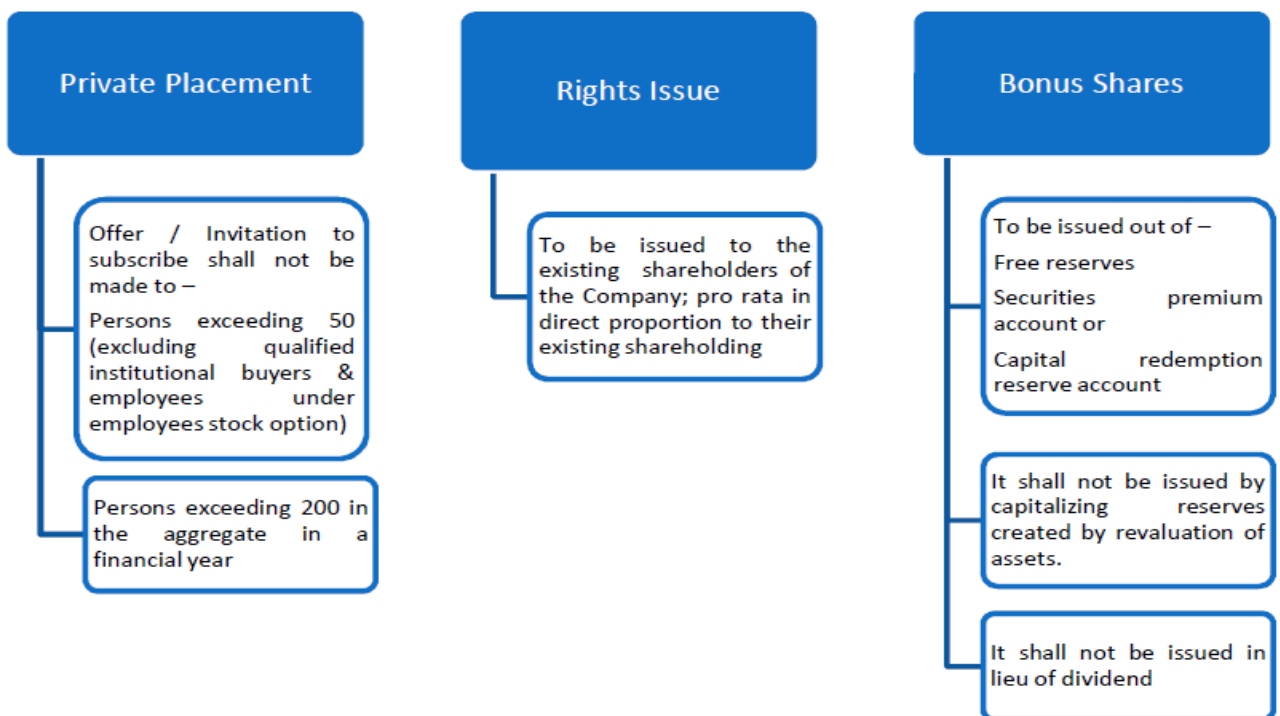 Private Placement
Offer / Invitation to
subscribe shall not be
made to –
Persons exceeding 50
(excluding qualified
institutional buyers &
employees under
employees stock option)
Persons exceeding 200 in
the aggregate in a
financial year
Rights Issue
To be issued to the
existing shareholders of
the Company; pro rata in
direct proportion to their
existing shareholding
Bonus Shares
To be issued out of –
Free reserves
Securities premium
account or
Capital redemption
reserve account
It shall not be issued by
capitalizing reserves
created by revaluation of
assets.
It shall not be issued in
lieu of dividend